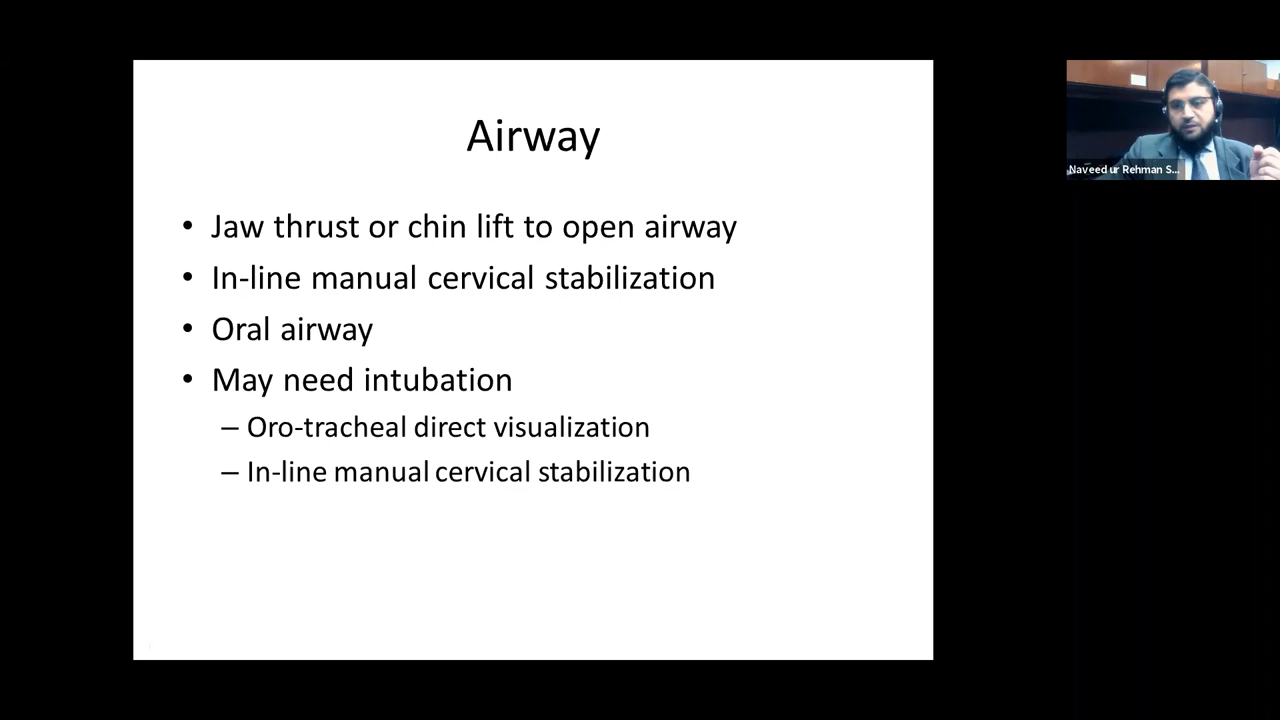 Airway
• Jaw thrust or chin lift to open airway
• In-line manual cervical stabilization
• Oral airway
• May need intubation
– Oro-tracheal direct visualization
– In-line manual cervical stabilization
Naveed ur Rehman S...